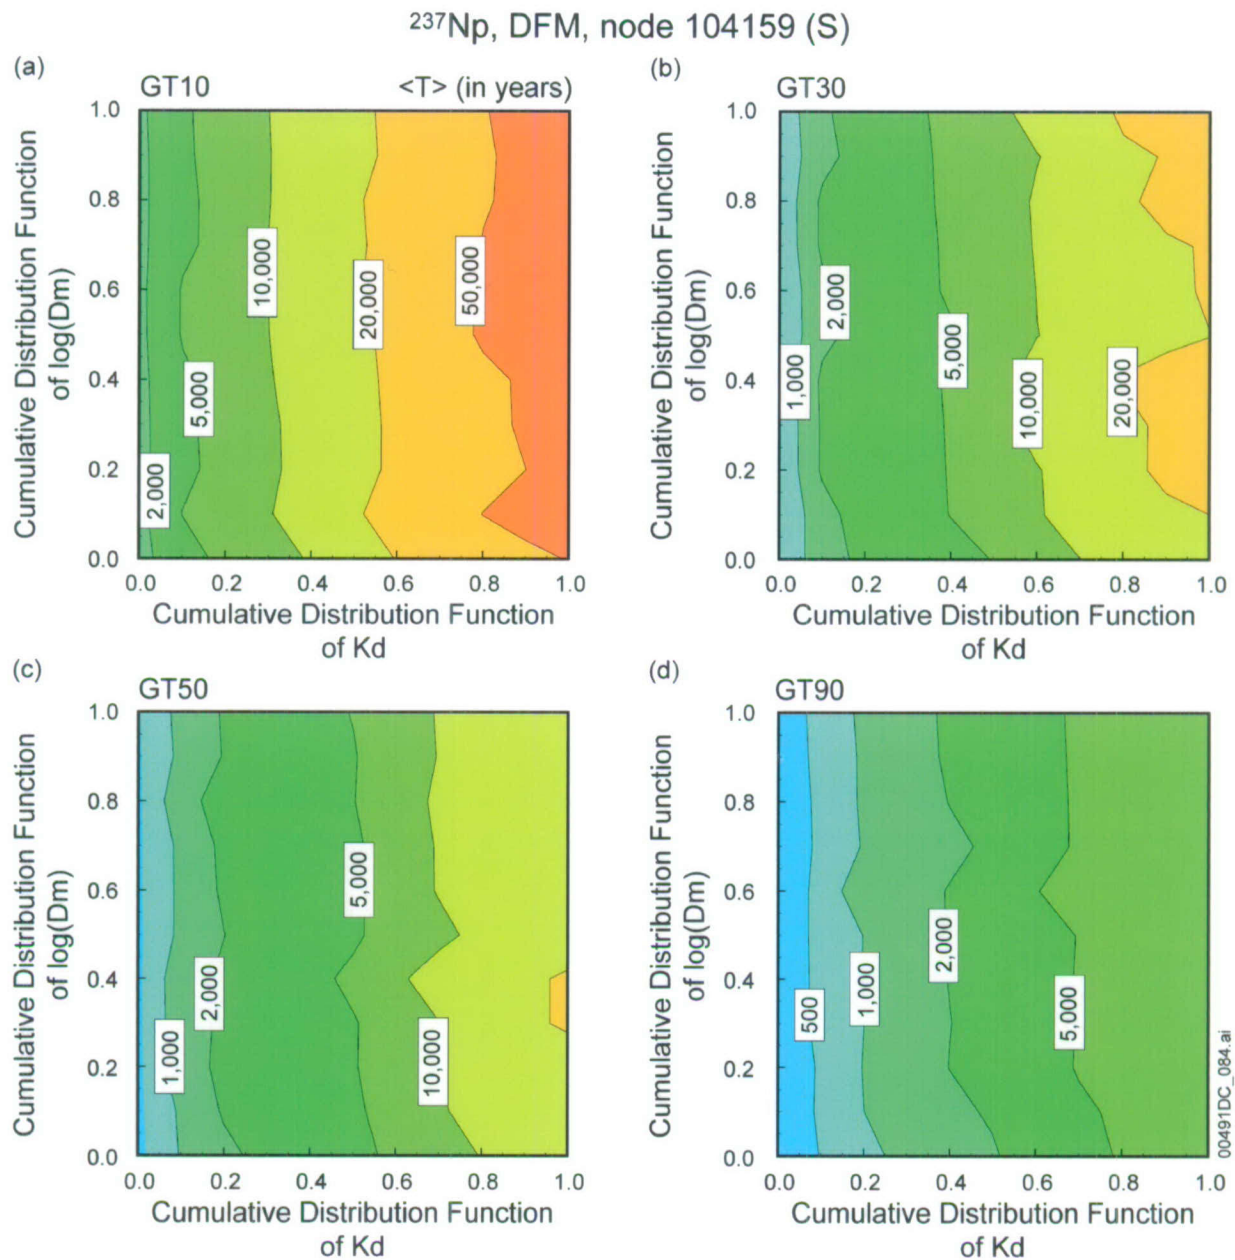 ²³⁷Np, DFM, node 104159 (S)
(a)
GT10
<T> (in years)
1.0
0.8
0.6
0.4
0.2
0.0
Cumulative Distribution Function
of log(Dm)
2,000
5,000
10,000
20,000
50,000
0.0 0.2 0.4 0.6 0.8 1.0
Cumulative Distribution Function
of Kd
(b)
GT30
1.0
0.8
0.6
0.4
0.2
0.0
Cumulative Distribution Function
of log(Dm)
1,000
2,000
5,000
10,000
20,000
0.0 0.2 0.4 0.6 0.8 1.0
Cumulative Distribution Function
of Kd
(c)
GT50
1.0
0.8
0.6
0.4
0.2
0.0
Cumulative Distribution Function
of log(Dm)
1,000
2,000
5,000
10,000
0.0 0.2 0.4 0.6 0.8 1.0
Cumulative Distribution Function
of Kd
(d)
GT90
1.0
0.8
0.6
0.4
0.2
0.0
Cumulative Distribution Function
of log(Dm)
500
1,000
2,000
5,000
0.0 0.2 0.4 0.6 0.8 1.0
Cumulative Distribution Function
of Kd
00491DC_084.ai